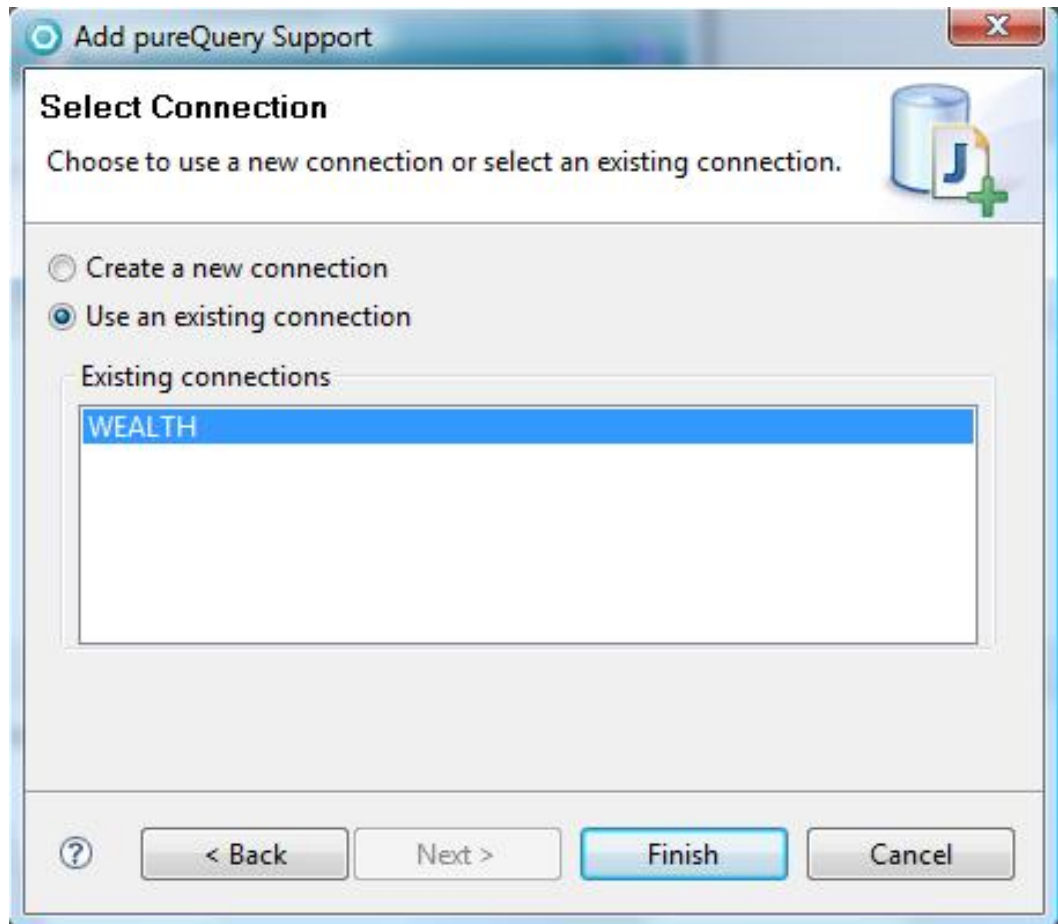 Add pureQuery Support
X
Select Connection
Choose to use a new connection or select an existing connection.
J
Create a new connection
Use an existing connection
Existing connections
WEALTH
?
< Back
Next >
Finish
Cancel